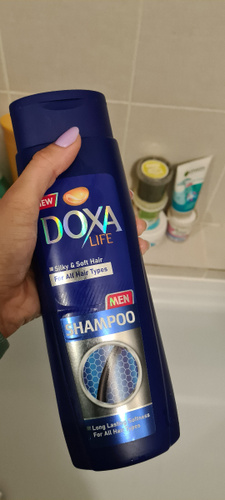 NEW
DOXA
LIFE
Silky & Soft Hair
For All Hair Types
MEN
SHAMPOO
Long Lasting Softness
For All Hair Types